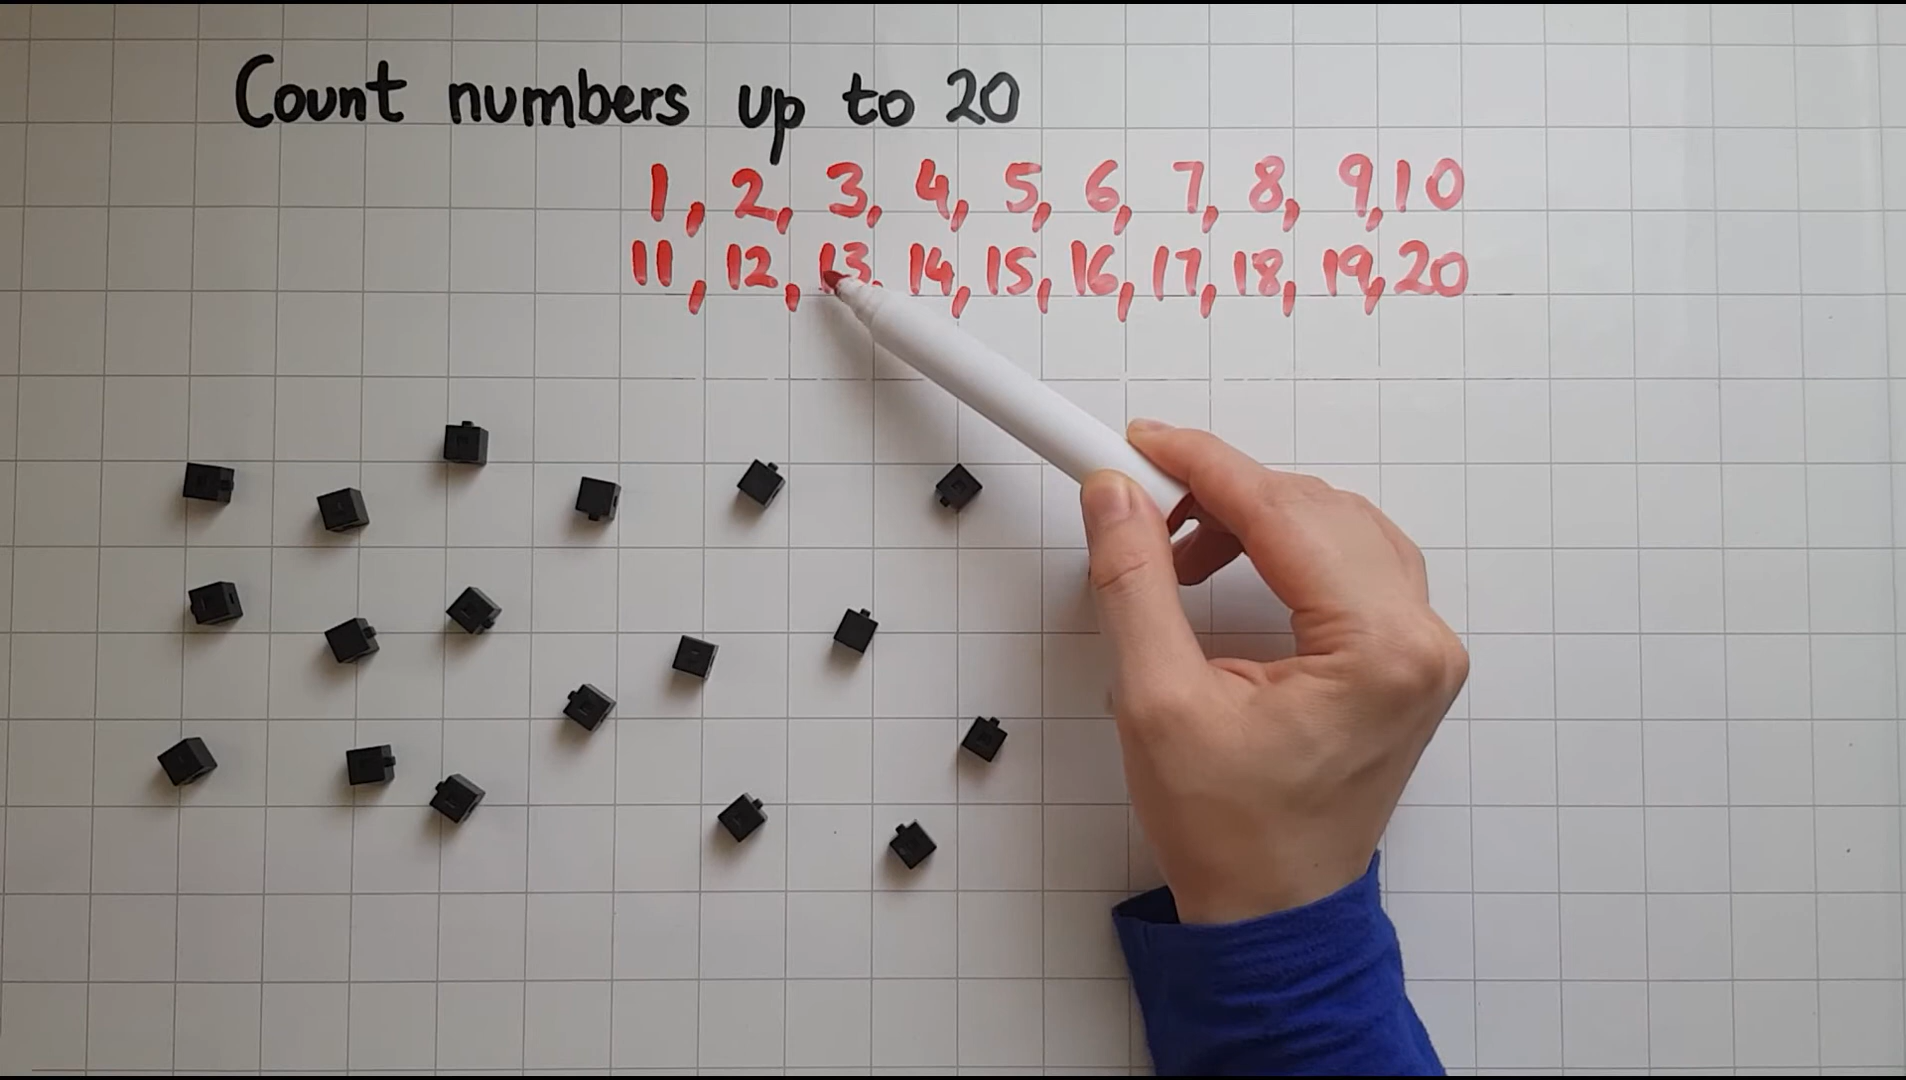 Count numbers up to 20
1, 2, 3, 4, 5, 6, 7, 8, 9, 10
11, 12, 13, 14, 15, 16, 17, 18, 19, 20